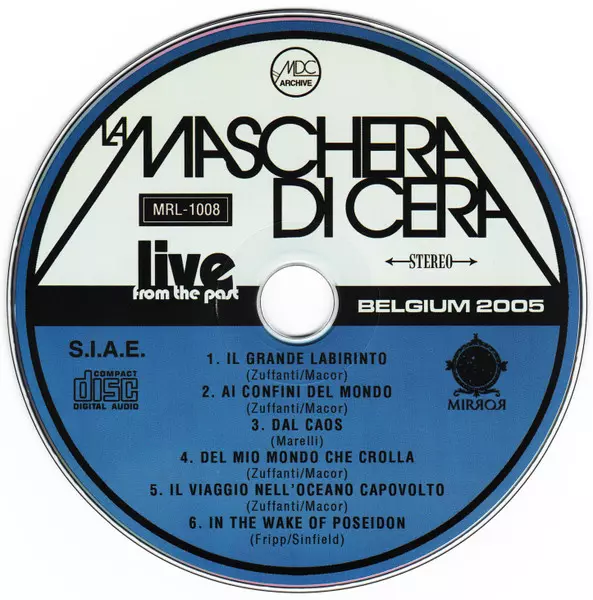 MDC
ARCHIVE
LA MASCHERA
DI CERA
MRL-1008
live
from the past
STEREO
BELGIUM 2005
S.I.A.E.
COMPACT
disc
DIGITAL AUDIO
1. IL GRANDE LABIRINTO
(Zuffanti/Macor)
2. AI CONFINI DEL MONDO
(Zuffanti/Macor)
3. DAL CAOS
(Marelli)
4. DEL MIO MONDO CHE CROLLA
(Zuffanti/Macor)
5. IL VIAGGIO NELL'OCEANO CAPOVOLTO
(Zuffanti/Macor)
6. IN THE WAKE OF POSEIDON
(Fripp/Sinfield)
MIRROR